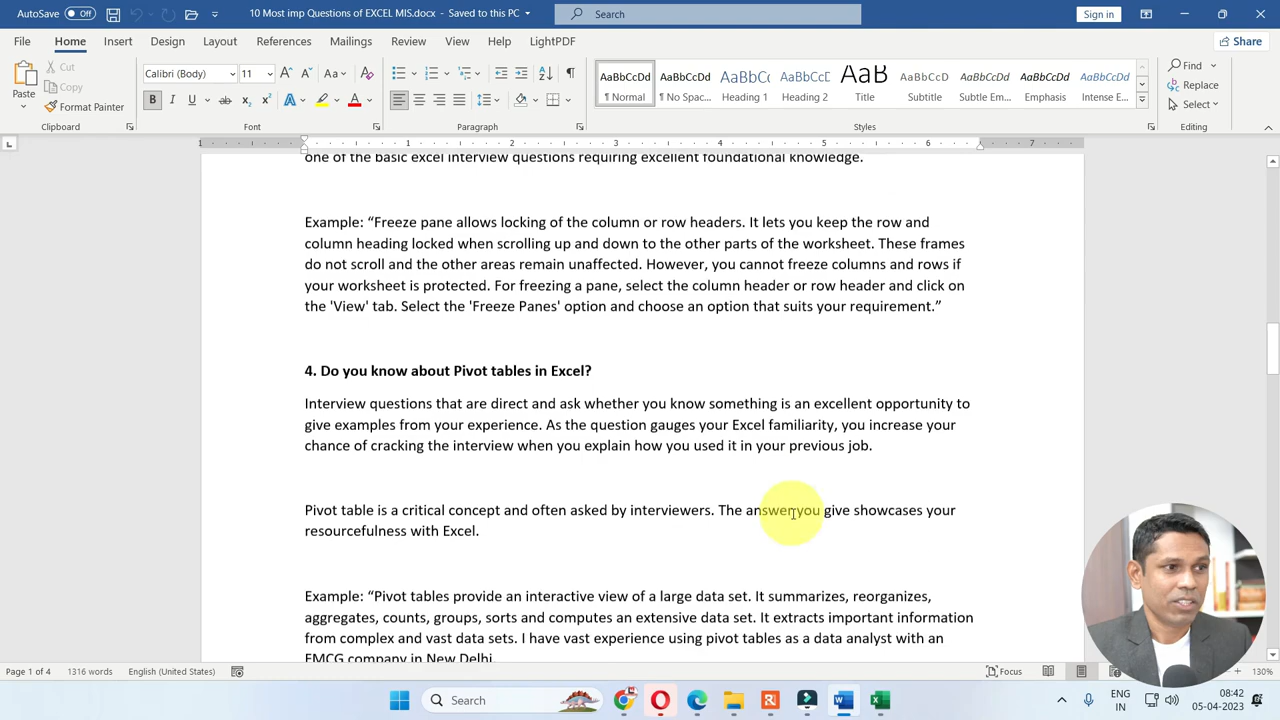 AutoSave Off
10 Most imp Questions of EXCEL MIS.docx - Saved to this PC
Search
Sign in
File Home Insert Design Layout References Mailings Review View Help LightPDF
Share
Paste
Cut
Copy
Format Painter
Clipboard
Calibri (Body) 11
Font
Paragraph
AaBbCcDd AaBbCcDd AaBbCc AaBbCcD AaB AaBbCcD AaBbCcDd AaBbCcDd AaBbCcDd
¶ Normal ¶ No Spac... Heading 1 Heading 2 Title Subtitle Subtle Em... Emphasis Intense E...
Styles
Find
Replace
Select
Editing
1 1 2 3 4 5 6 7
one of the basic excel interview questions requiring excellent foundational knowledge.
Example: “Freeze pane allows locking of the column or row headers. It lets you keep the row and
column heading locked when scrolling up and down to the other parts of the worksheet. These frames
do not scroll and the other areas remain unaffected. However, you cannot freeze columns and rows if
your worksheet is protected. For freezing a pane, select the column header or row header and click on
the 'View' tab. Select the 'Freeze Panes' option and choose an option that suits your requirement.”
4. Do you know about Pivot tables in Excel?
Interview questions that are direct and ask whether you know something is an excellent opportunity to
give examples from your experience. As the question gauges your Excel familiarity, you increase your
chance of cracking the interview when you explain how you used it in your previous job.
Pivot table is a critical concept and often asked by interviewers. The answer you give showcases your
resourcefulness with Excel.
Example: “Pivot tables provide an interactive view of a large data set. It summarizes, reorganizes,
aggregates, counts, groups, sorts and computes an extensive data set. It extracts important information
from complex and vast data sets. I have vast experience using pivot tables as a data analyst with an
FMCG company in New Delhi.
Page 1 of 4 1316 words English (United States)
Focus
130%
Search
ENG
IN
08:42
05-04-2023